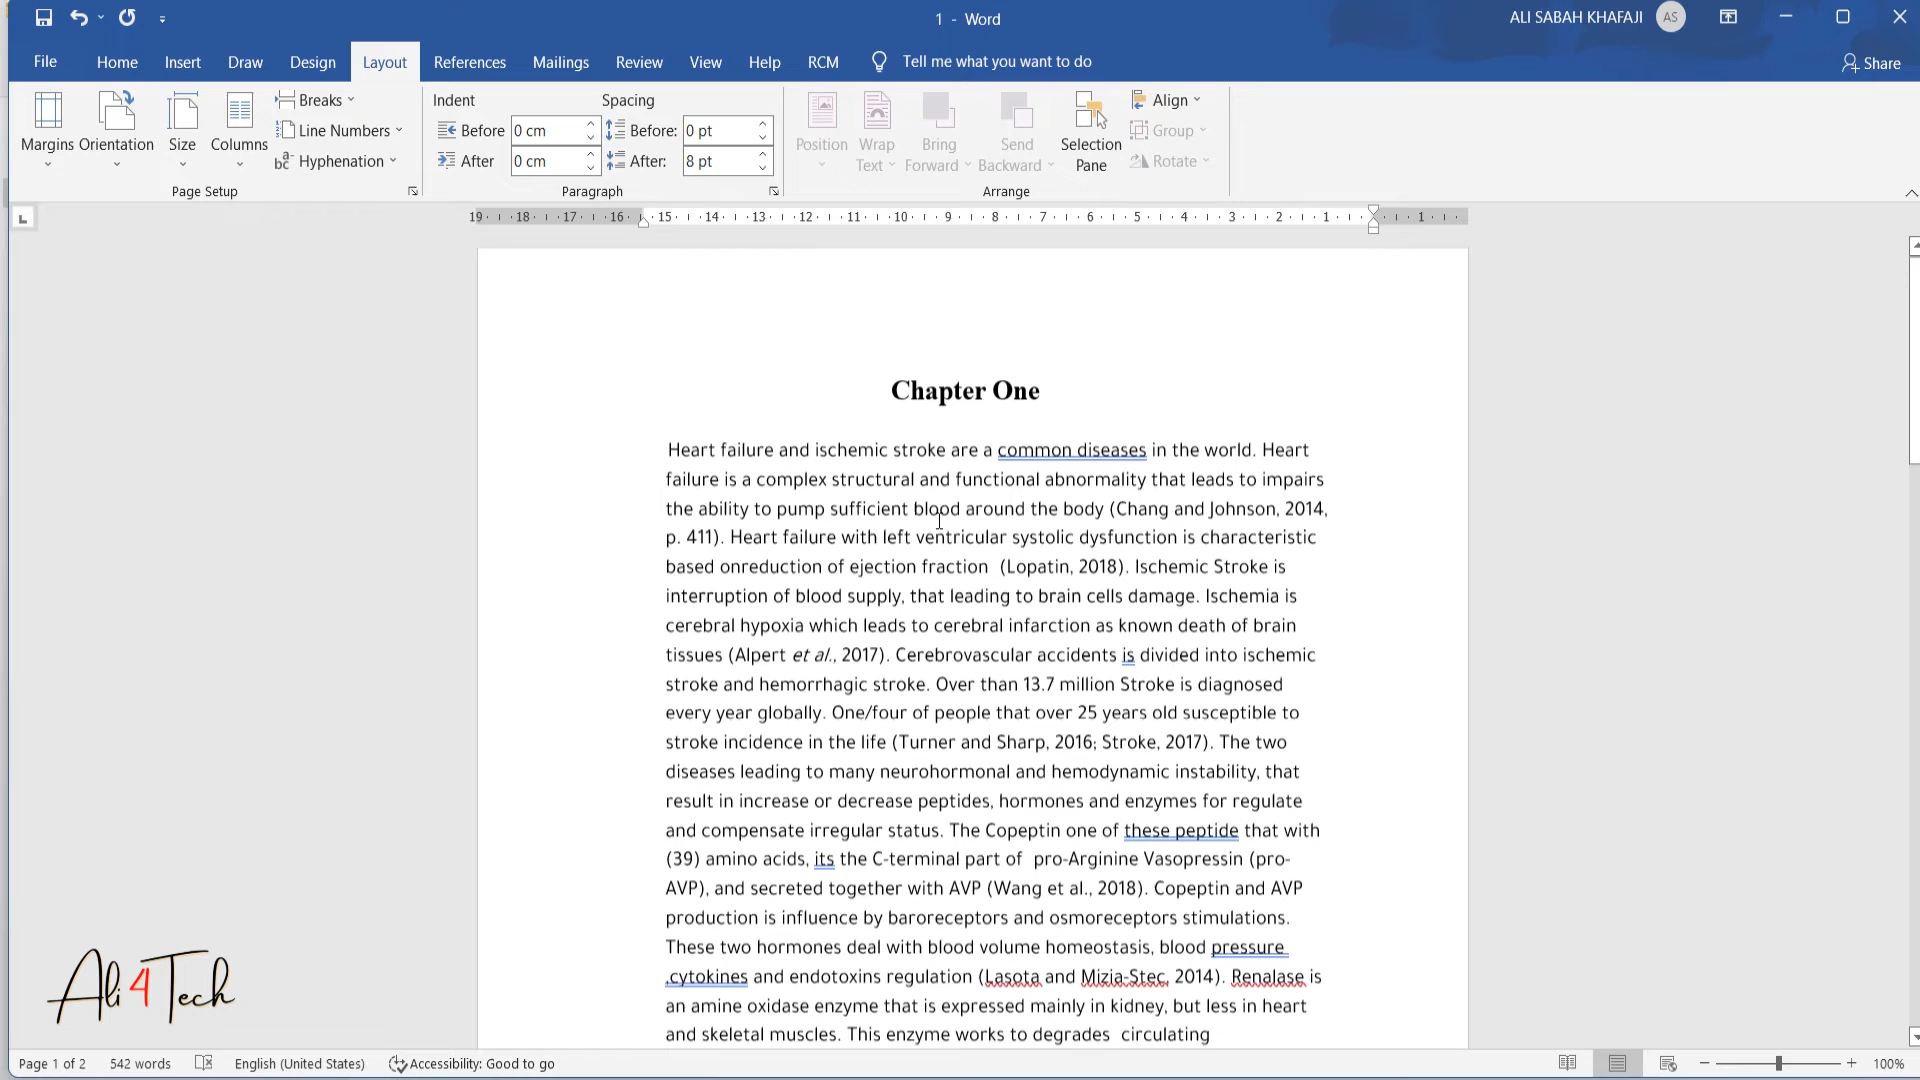 1 - Word
ALI SABAH KHAFAJI
AS
File
Home
Insert
Draw
Design
Layout
References
Mailings
Review
View
Help
RCM
Tell me what you want to do
Share
Margins
Orientation
Size
Columns
Breaks
Line Numbers
Hyphenation
Page Setup
Indent
Before
0 cm
After
0 cm
Spacing
Before:
0 pt
After:
8 pt
Paragraph
Position
Wrap
Text
Bring
Forward
Send
Backward
Selection
Pane
Align
Group
Rotate
Arrange
19 18 17 16 15 14 13 12 11 10 9 8 7 6 5 4 3 2 1 1
Chapter One
Heart failure and ischemic stroke are a common diseases in the world. Heart
failure is a complex structural and functional abnormality that leads to impairs
the ability to pump sufficient blood around the body (Chang and Johnson, 2014,
p. 411). Heart failure with left ventricular systolic dysfunction is characteristic
based onreduction of ejection fraction  (Lopatin, 2018). Ischemic Stroke is
interruption of blood supply, that leading to brain cells damage. Ischemia is
cerebral hypoxia which leads to cerebral infarction as known death of brain
tissues (Alpert et al., 2017). Cerebrovascular accidents is divided into ischemic
stroke and hemorrhagic stroke. Over than 13.7 million Stroke is diagnosed
every year globally. One/four of people that over 25 years old susceptible to
stroke incidence in the life (Turner and Sharp, 2016; Stroke, 2017). The two
diseases leading to many neurohormonal and hemodynamic instability, that
result in increase or decrease peptides, hormones and enzymes for regulate
and compensate irregular status. The Copeptin one of these peptide that with
(39) amino acids, its the C-terminal part of  pro-Arginine Vasopressin (pro-
AVP), and secreted together with AVP (Wang et al., 2018). Copeptin and AVP
production is influence by baroreceptors and osmoreceptors stimulations.
These two hormones deal with blood volume homeostasis, blood pressure
,cytokines and endotoxins regulation (Lasota and Mizia-Stec, 2014). Renalase is
an amine oxidase enzyme that is expressed mainly in kidney, but less in heart
and skeletal muscles. This enzyme works to degrades  circulating
Ali 4 Tech
Page 1 of 2
542 words
English (United States)
Accessibility: Good to go
100%